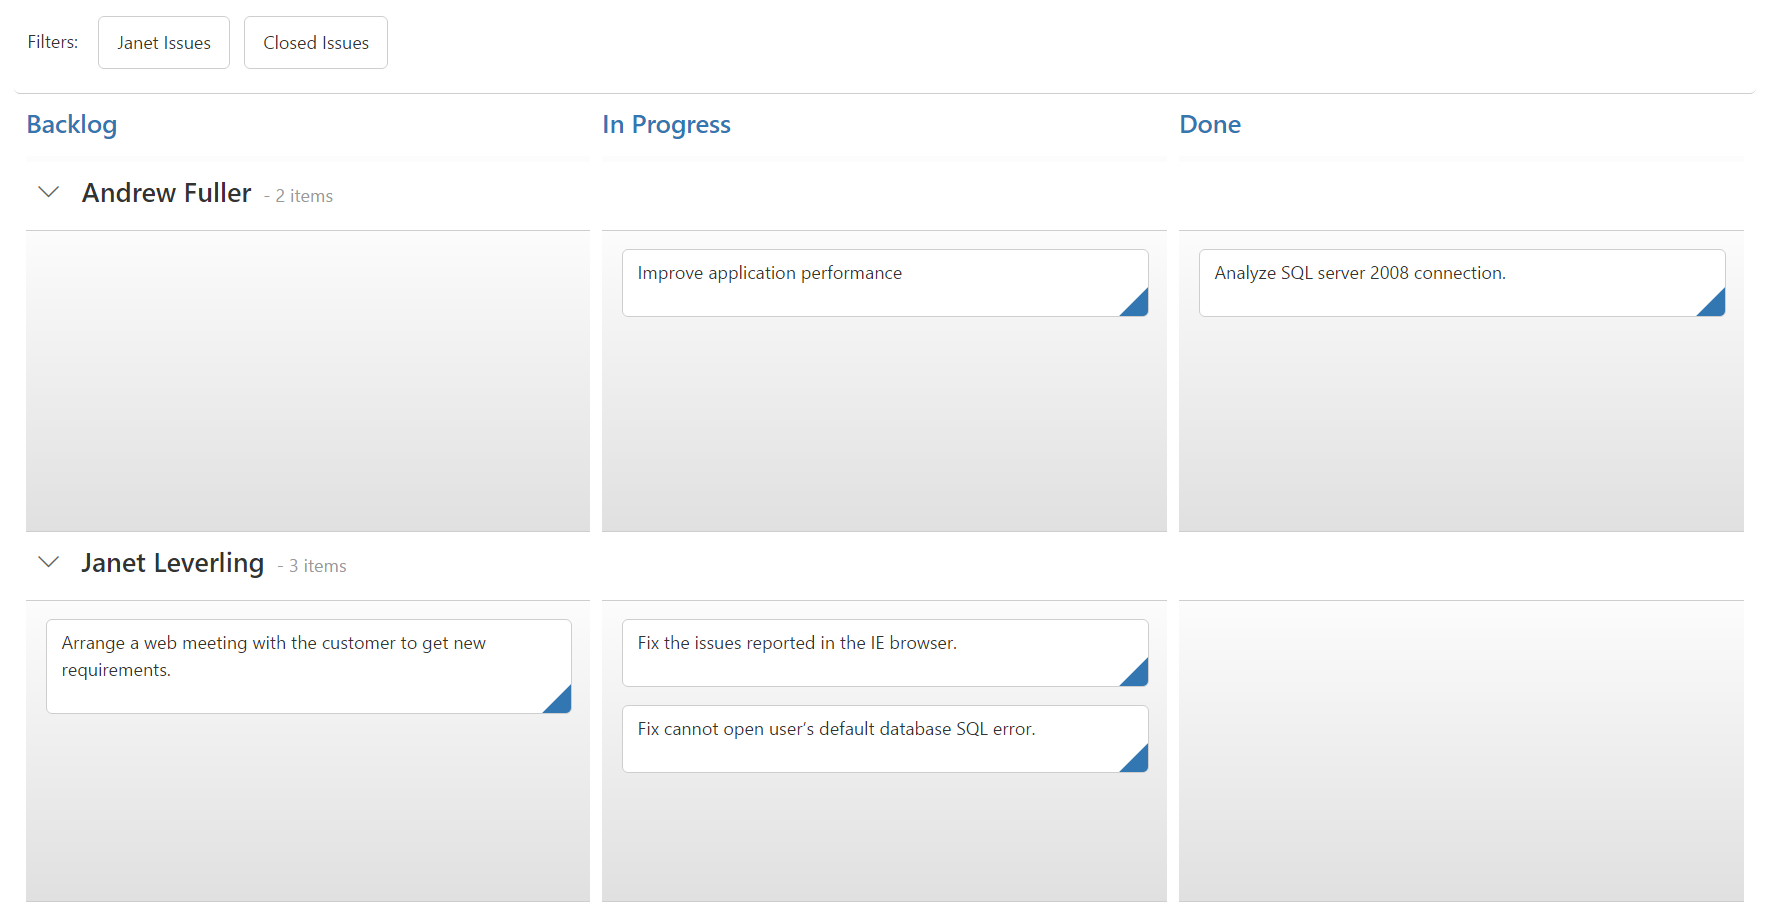 Filters:
Janet Issues
Closed Issues
Backlog
In Progress
Done
Andrew Fuller - 2 items
Improve application performance
Analyze SQL server 2008 connection.
Janet Leverling - 3 items
Arrange a web meeting with the customer to get new
requirements.
Fix the issues reported in the IE browser.
Fix cannot open user’s default database SQL error.